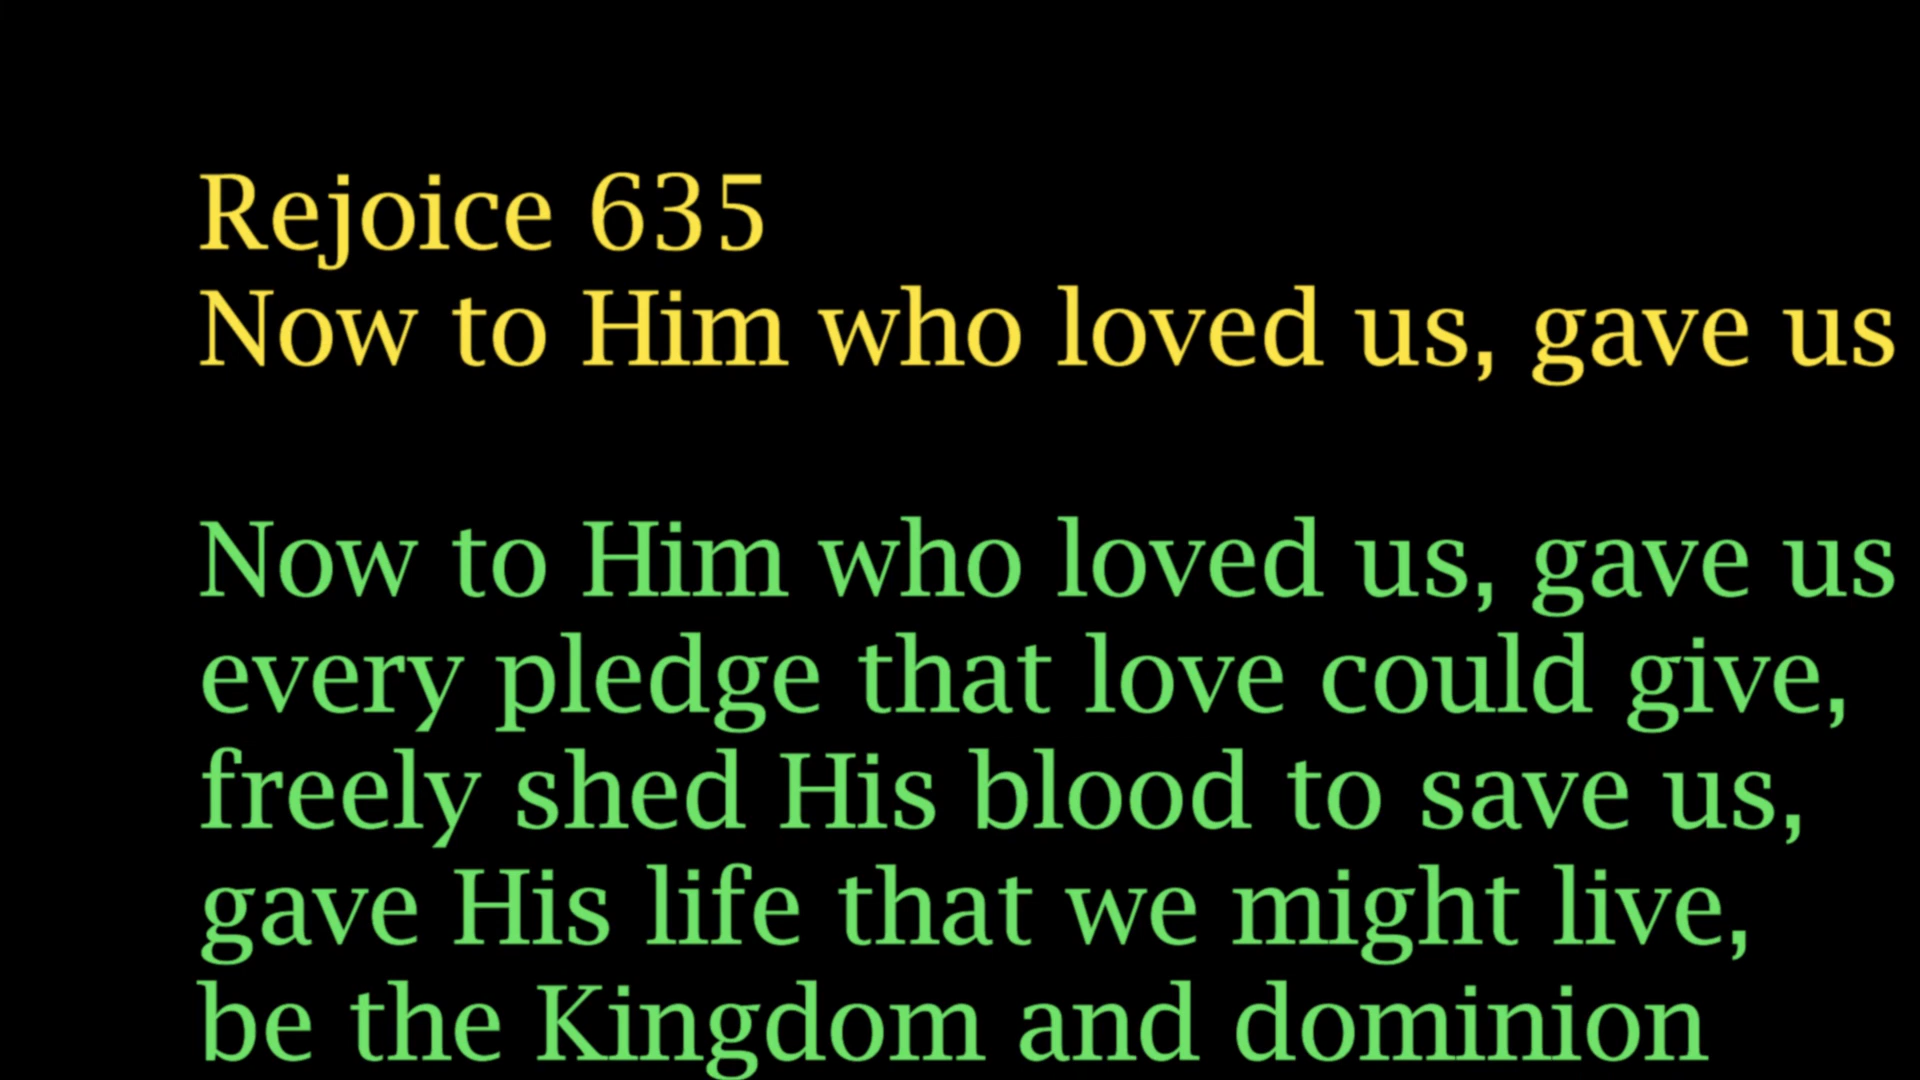 Rejoice 635
Now to Him who loved us, gave us
Now to Him who loved us, gave us
every pledge that love could give,
freely shed His blood to save us,
gave His life that we might live,
be the Kingdom and dominion